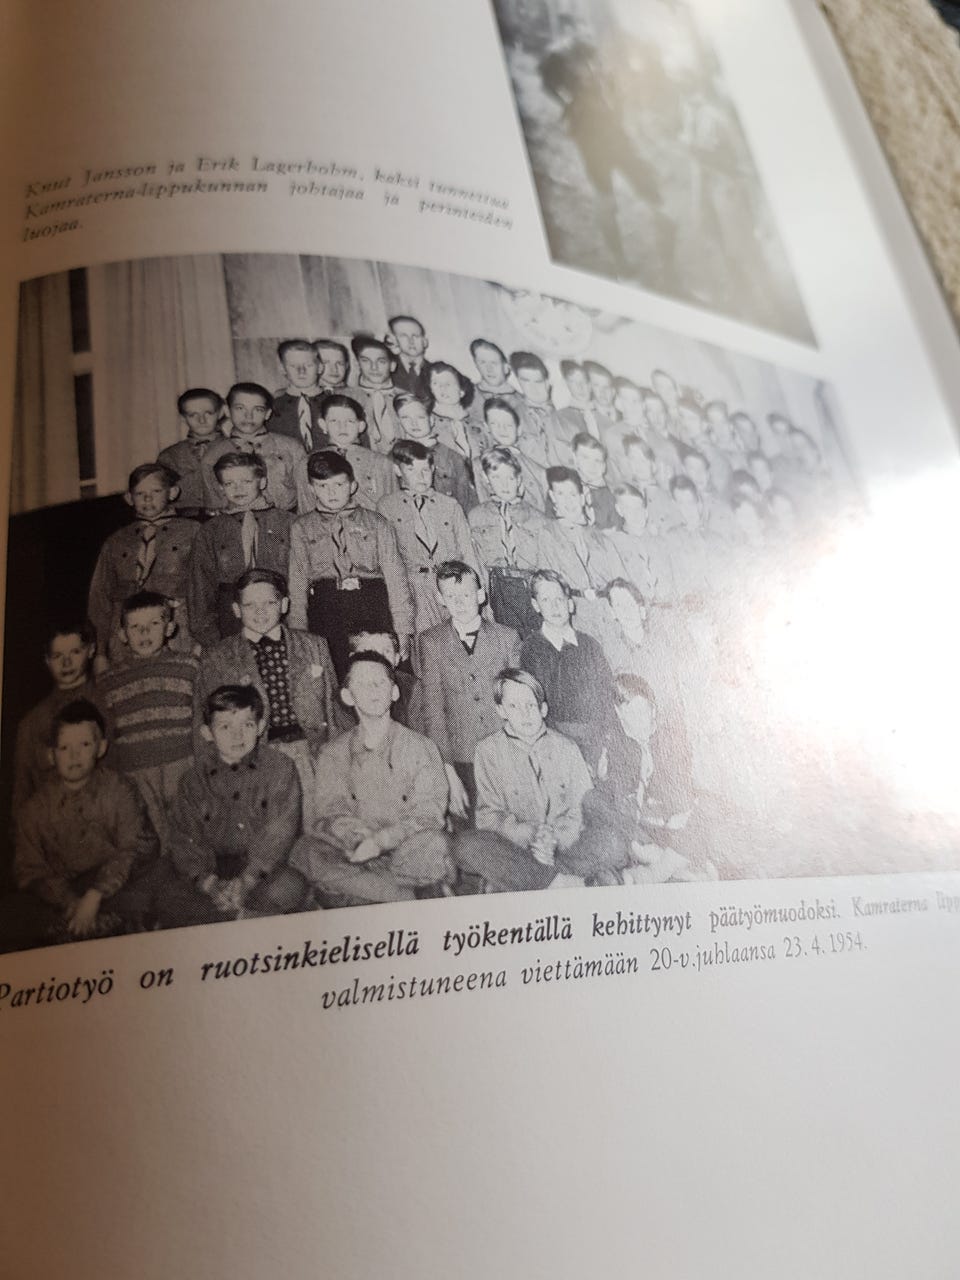 Knut Jansson ja Erik Lagerbohm, kaksi tunnettua
Kamraterna-lippukunnan johtajaa ja perinteiden
luojaa.
Partiotyö on ruotsinkielisellä työkentällä kehittynyt päätyömuodoksi. Kamraterna
valmistuneena viettämään 20-v.juhlaansa 23.4.1954.